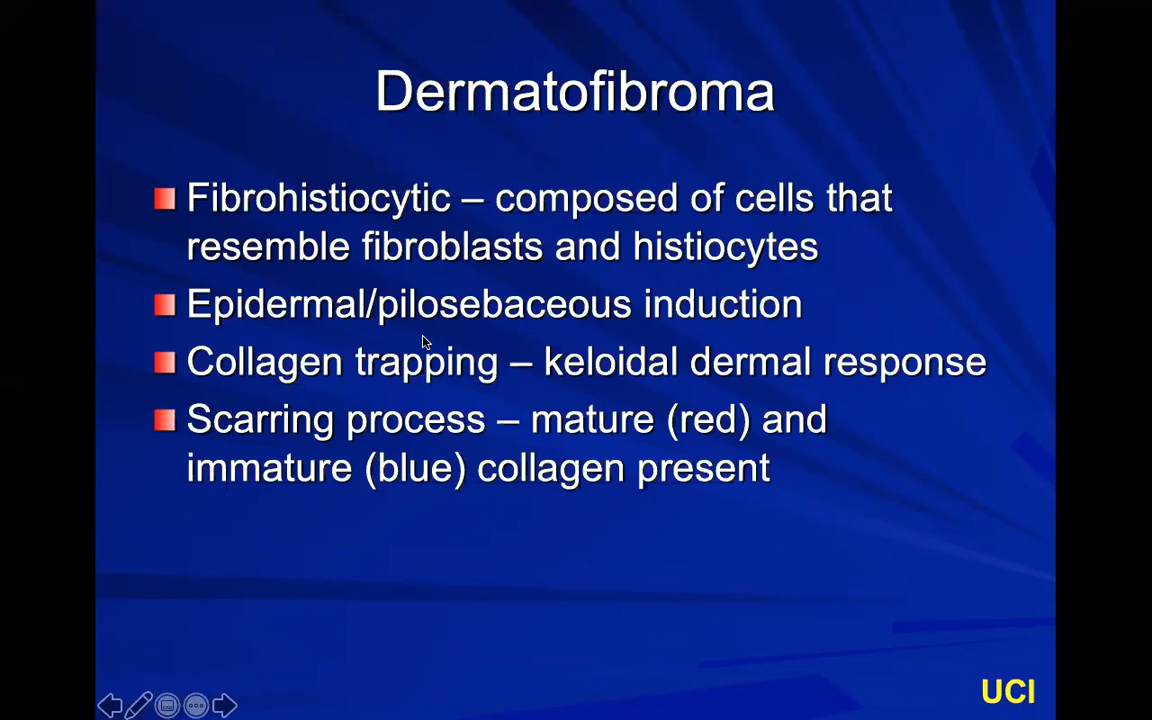 Dermatofibroma
Fibrohistiocytic – composed of cells that
resemble fibroblasts and histiocytes
Epidermal/pilosebaceous induction
Collagen trapping – keloidal dermal response
Scarring process – mature (red) and
immature (blue) collagen present
UCI